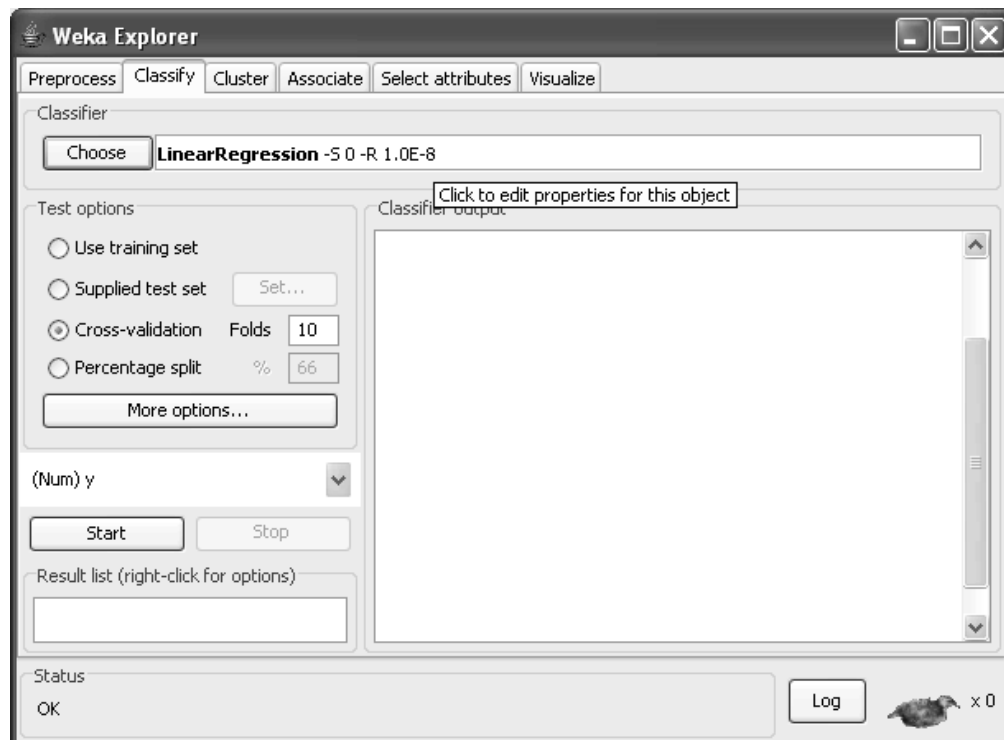 Weka Explorer
Preprocess Classify Cluster Associate Select attributes Visualize
Classifier
Choose LinearRegression -S 0 -R 1.0E-8
Click to edit properties for this object
Test options
Use training set
Supplied test set Set...
Cross-validation Folds 10
Percentage split % 66
More options...
(Num) y
Start Stop
Result list (right-click for options)
Classifier output
Status
OK
Log x 0